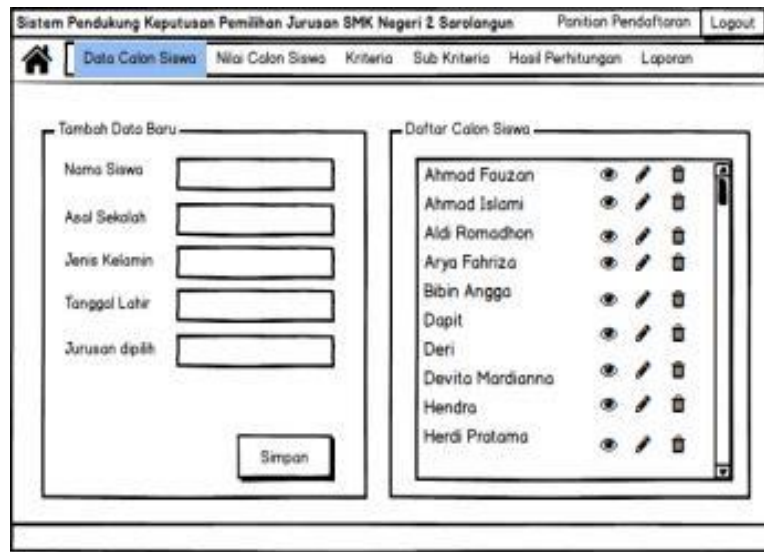 Sistem Pendukung Keputusan Pemilihan Jurusan SMK Negeri 2 Sarolangun Panitian Pendaftaran Logout
Data Calon Siswa Nilai Calon Siswa Kriteria Sub Kriteria Hasil Perhitungan Laporan
Tambah Data Baru
Nama Siswa
Asal Sekolah
Jenis Kelamin
Tanggal Lahir
Jurusan dipilih
Simpan
Daftar Calon Siswa
Ahmad Fauzan
Ahmad Islami
Aldi Romadhon
Arya Fahriza
Bibin Angga
Dapit
Deri
Devita Mardianna
Hendra
Herdi Pratama